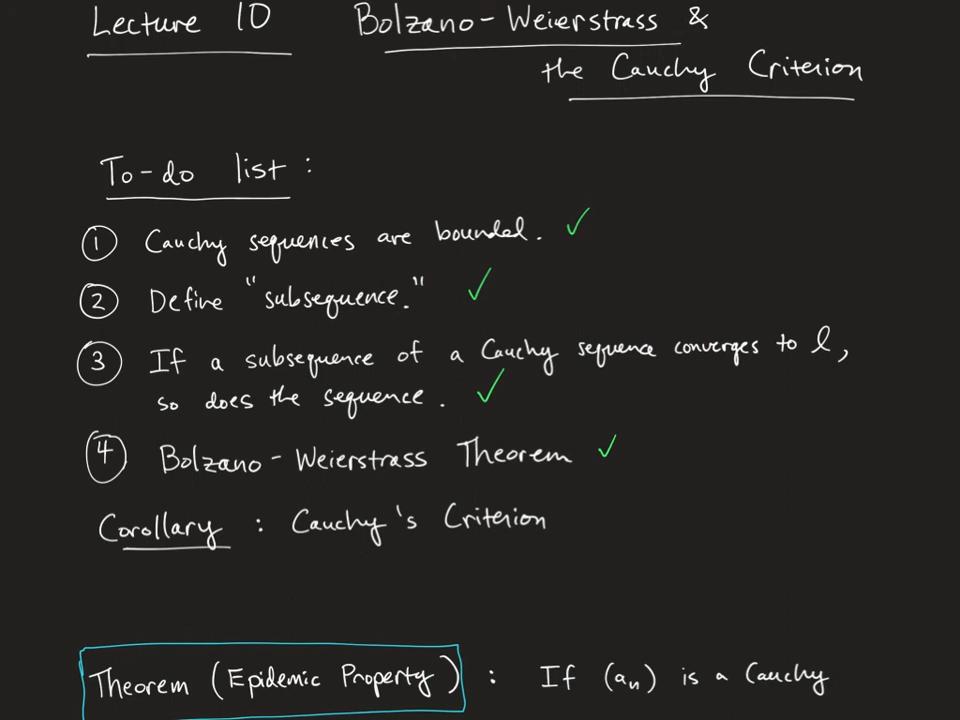 Lecture 10 Bolzano-Weierstrass &
the Cauchy Criterion
To-do list :
① Cauchy sequences are bounded. ✓
② Define "subsequence." ✓
③ If a subsequence of a Cauchy sequence converges to l,
so does the sequence. ✓
④ Bolzano-Weierstrass Theorem ✓
Corollary : Cauchy's Criterion
Theorem (Epidemic Property) : If (aₙ) is a Cauchy